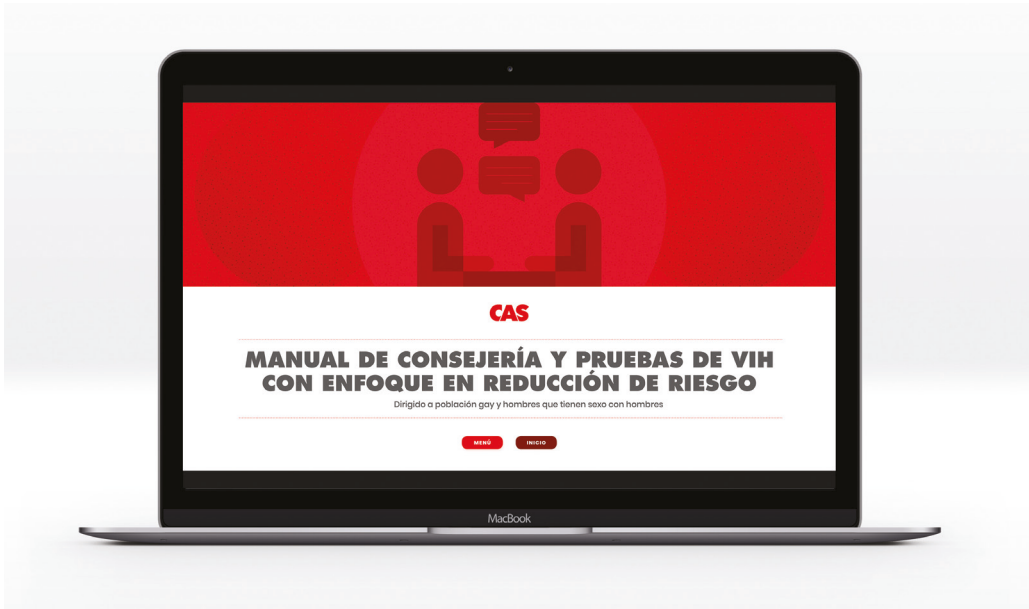 CAS
MANUAL DE CONSEJERÍA Y PRUEBAS DE VIH
CON ENFOQUE EN REDUCCIÓN DE RIESGO
Dirigido a población gay y hombres que tienen sexo con hombres
MENÚ INICIO
MacBook